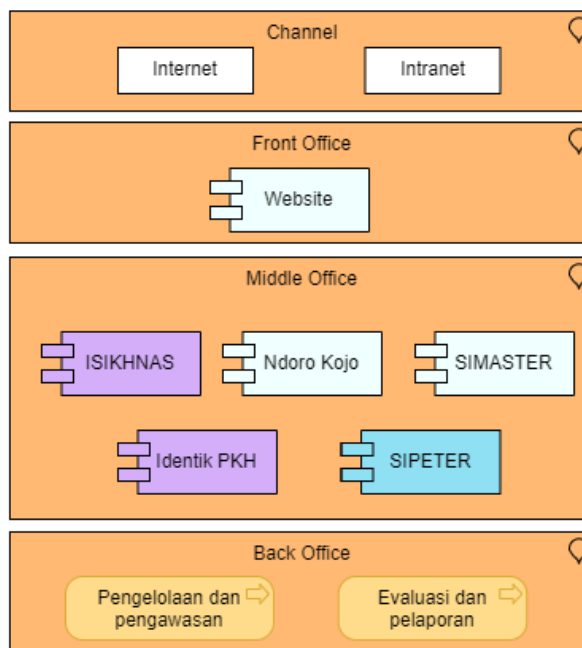 Channel
Internet
Intranet
Front Office
Website
Middle Office
ISIKHNAS
Ndoro Kojo
SIMASTER
Identik PKH
SIPETER
Back Office
Pengelolaan dan
pengawasan
Evaluasi dan
pelaporan